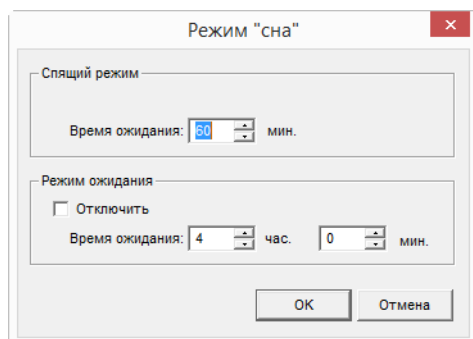 Режим "сна"
Спящий режим
Время ожидания: 60 мин.
Режим ожидания
Отключить
Время ожидания: 4 час. 0 мин.
OK Отмена